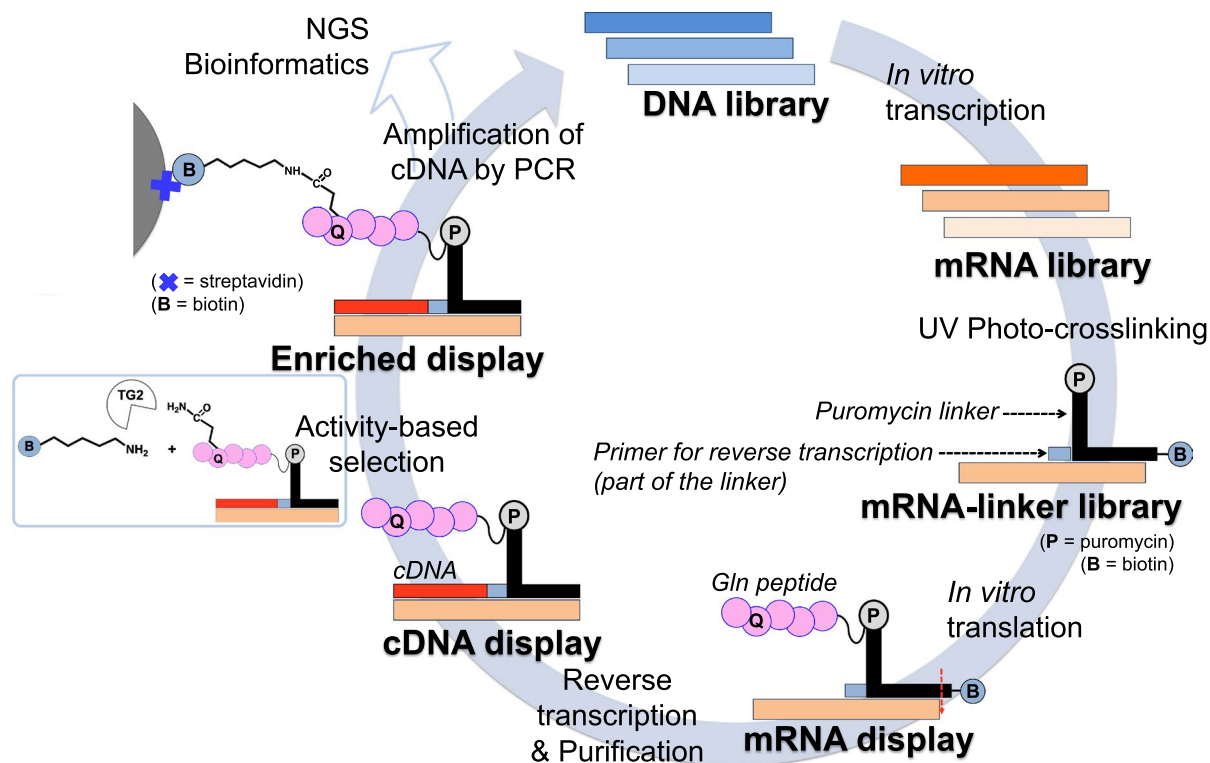 NGS
Bioinformatics
DNA library
In vitro
transcription
Amplification of
cDNA by PCR
B
NH
C
O
Q
P
(✖ = streptavidin)
(B = biotin)
Enriched display
mRNA library
UV Photo-crosslinking
P
Puromycin linker
Primer for reverse transcription
(part of the linker)
B
mRNA-linker library
(P = puromycin)
(B = biotin)
TG2
H2N
C
O
B
NH2
+
Q
P
Activity-based
selection
Q
P
cDNA
cDNA display
Gln peptide
Q
P
B
In vitro
translation
mRNA display
Reverse
transcription
& Purification